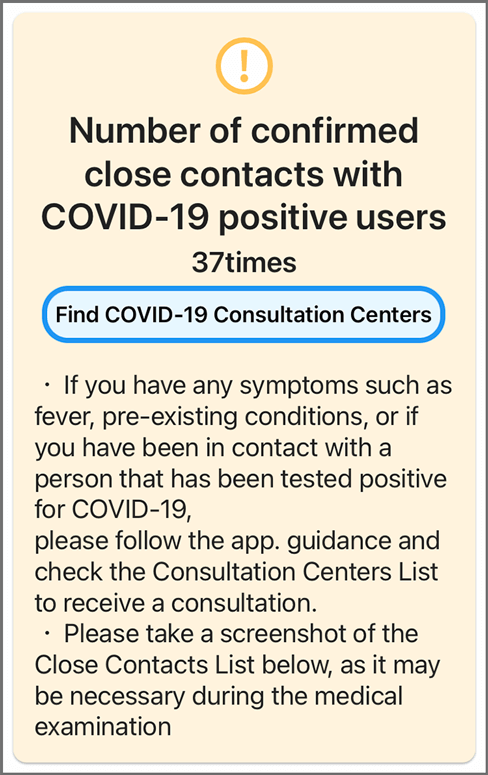 !
Number of confirmed
close contacts with
COVID-19 positive users
37times
Find COVID-19 Consultation Centers
・ If you have any symptoms such as
fever, pre-existing conditions, or if
you have been in contact with a
person that has been tested positive
for COVID-19,
please follow the app. guidance and
check the Consultation Centers List
to receive a consultation.
・ Please take a screenshot of the
Close Contacts List below, as it may
be necessary during the medical
examination